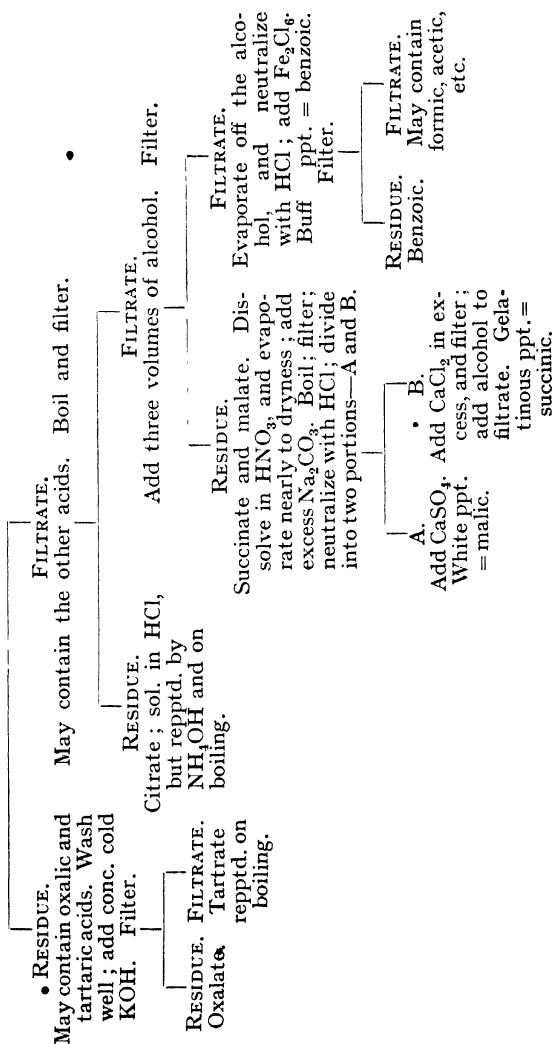 RESIDUE.
May contain oxalic and
tartaric acids. Wash
well; add conc. cold
KOH. Filter.
RESIDUE.
Oxalate.
FILTRATE.
Tartrate
repptd. on
boiling.
FILTRATE.
May contain the other acids. Boil and filter.
RESIDUE.
Citrate; sol. in HCl,
but repptd. by
NH₄OH and on
boiling.
FILTRATE.
Add three volumes of alcohol. Filter.
RESIDUE.
Succinate and malate. Dis-
solve in HNO₃, and evapo-
rate nearly to dryness; add
excess Na₂CO₃. Boil; filter;
neutralize with HCl; divide
into two portions—A and B.
A.
Add CaSO₄.
White ppt.
= malic.
B.
Add CaCl₂ in ex-
cess, and filter;
add alcohol to
filtrate. Gela-
tinous ppt. =
succinic.
FILTRATE.
Evaporate off the alco-
hol, and neutralize
with HCl; add Fe₂Cl₆.
Buff ppt. = benzoic.
Filter.
RESIDUE.
Benzoic.
FILTRATE.
May contain
formic, acetic,
etc.